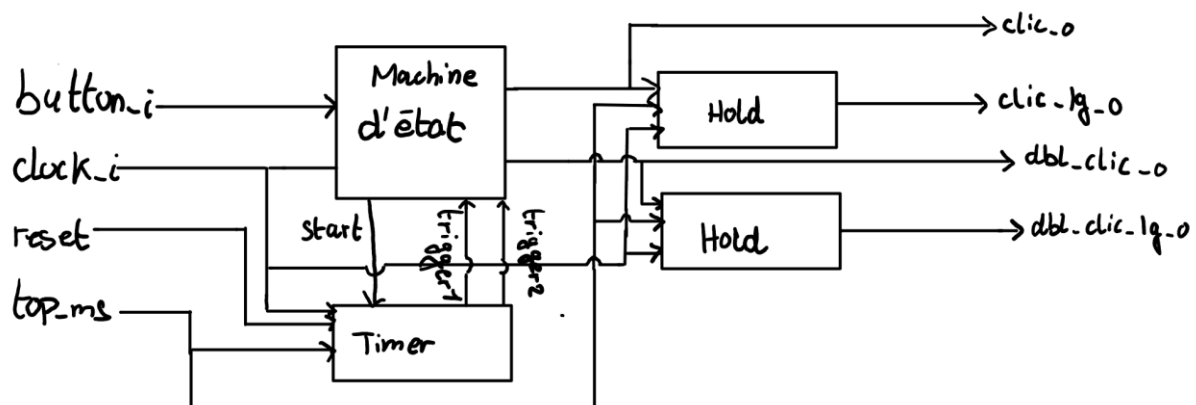 clic_o
Machine
d'état
button_i
Hold
clic_lg_o
clock_i
dbl_clic_o
start
trigger1
trigger2
reset
Hold
dbl_clic_lg_o
top_ms
Timer